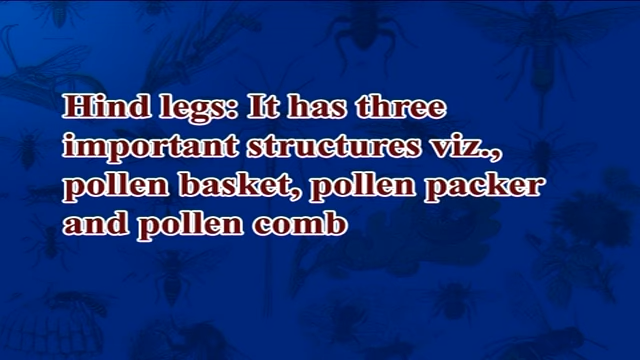 Hind legs: It has three
important structures viz.,
pollen basket, pollen packer
and pollen comb